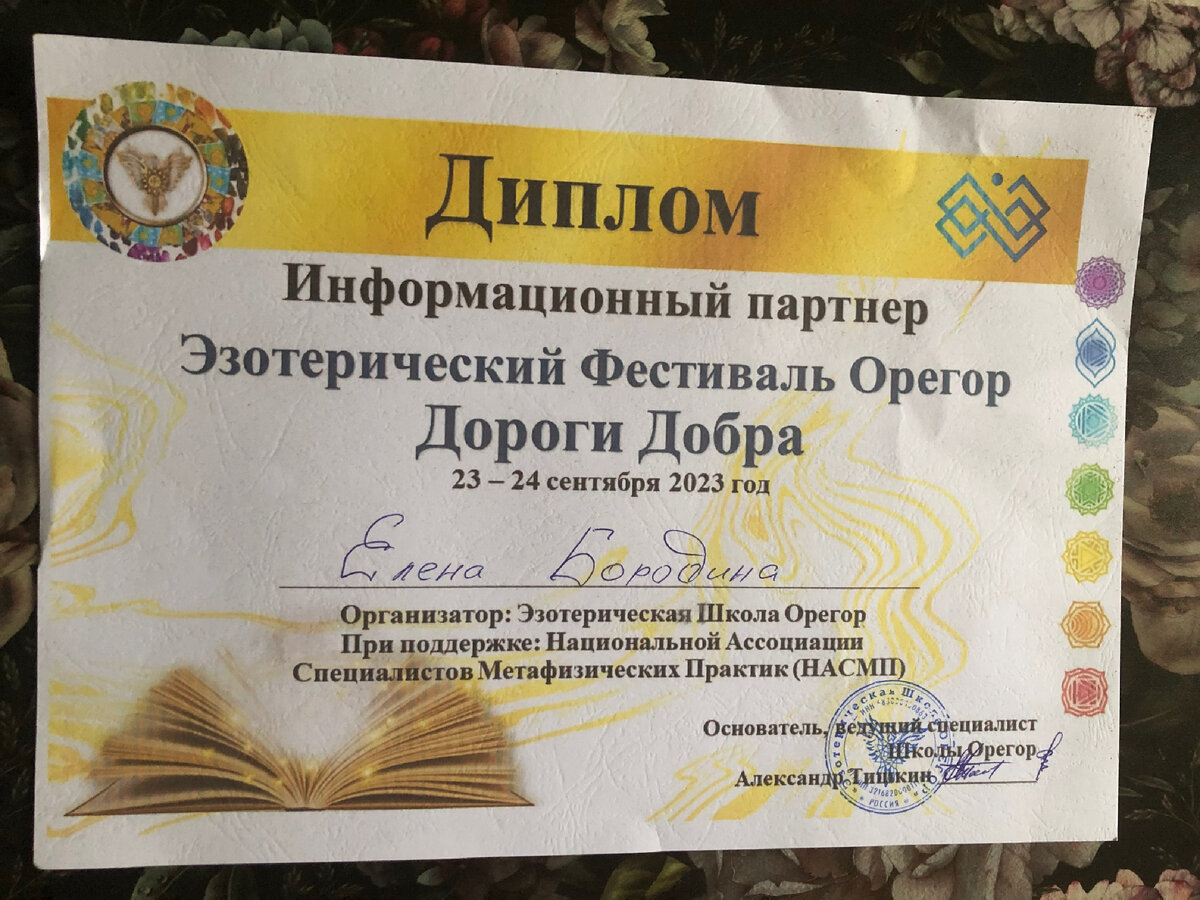 Диплом
Информационный партнер
Эзотерический Фестиваль Орегор
Дороги Добра
23 – 24 сентября 2023 год
Елена Бородина
Организатор: Эзотерическая Школа Орегор
При поддержке: Национальной Ассоциации
Специалистов Метафизических Практик (НАСМП)
Основатель, ведущий специалист
Школы Орегор
Александр Тишкин
РОССИЯ